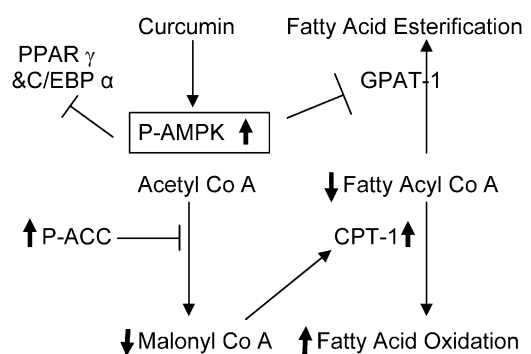 Curcumin
Fatty Acid Esterification
PPAR γ
&C/EBP α
GPAT-1
P-AMPK
Acetyl Co A
Fatty Acyl Co A
P-ACC
CPT-1
Malonyl Co A
Fatty Acid Oxidation